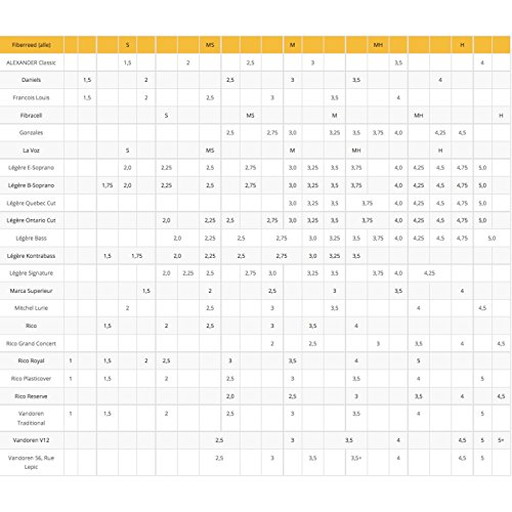 Fiberreed (alle) S MS M MH H
ALEXANDER Classic 1,5 2 2,5 3 3,5 4
Daniels 1,5 2 2,5 3 3,5 4
Francois Louis 1,5 2 2,5 3 3,5 4
Fibracell S MS M MH H
Gonzales 2,5 2,75 3,0 3,25 3,5 3,75 4,0 4,25 4,5
La Voz S MS M MH H
Légère E-Soprano 2,0 2,25 2,5 2,75 3,0 3,25 3,5 3,75 4,0 4,25 4,5 4,75 5,0
Légère B-Soprano 1,75 2,0 2,25 2,5 2,75 3,0 3,25 3,5 3,75 4,0 4,25 4,5 4,75 5,0
Légère Quebec Cut 3,0 3,25 3,5 3,75 4,0 4,25 4,5 4,75 5,0
Légère Ontario Cut 2,0 2,25 2,5 2,75 3,0 3,25 3,5 3,75 4,0 4,25 4,5 4,75 5,0
Légère Bass 2,0 2,25 2,5 2,75 3,0 3,25 3,5 3,75 4,0 4,25 4,5 4,75 5,0
Légère Kontrabass 1,5 1,75 2,0 2,25 2,5 2,75 3,0 3,25 3,5
Légère Signature 2,0 2,25 2,5 2,75 3,0 3,25 3,5 3,75 4,0 4,25
Marca Superieur 1,5 2 2,5 3 3,5 4
Mitchel Lurie 2 2,5 3 3,5 4 4,5
Rico 1,5 2 2,5 3 3,5 4
Rico Grand Concert 2 2,5 3 3,5 4 4,5
Rico Royal 1 1,5 2 2,5 3 3,5 4 5
Rico Plasticover 1 1,5 2 2,5 3 3,5 4 5
Rico Reserve 2,0 2,5 3 3,5 4 4,5
Vandoren
Traditional 1 1,5 2 2,5 3 3,5 4 5
Vandoren V12 2,5 3 3,5 4 4,5 5 5+
Vandoren 56, Rue
Lepic 2,5 3 3,5 3,5+ 4 4,5 5